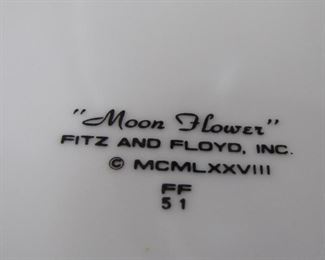 "Moon Flower"
FITZ AND FLOYD, INC.
© MCMLXXVIII
FF
51